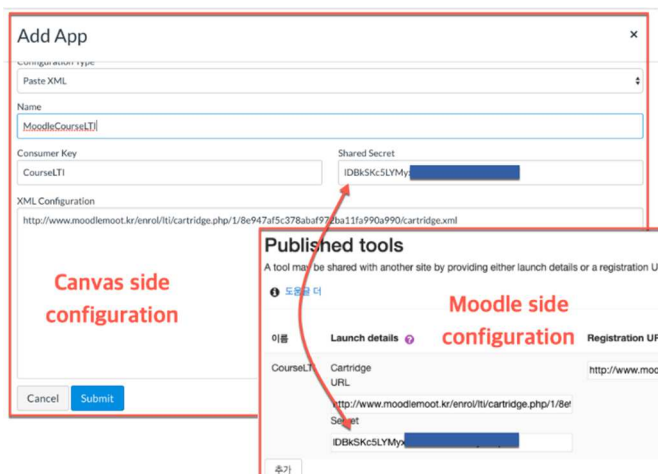 Add App
×
Configuration Type
Paste XML
Name
MoodleCourseLTI
Consumer Key
Shared Secret
CourseLTI
IDBkSKc5LYMy
XML Configuration
http://www.moodlemoot.kr/enrol/lti/cartridge.php/1/8e947af5c378abaf972ba11fa990a990/cartridge.xml
Canvas side
configuration
Cancel
Submit
Published tools
A tool may be shared with another site by providing either launch details or a registration U
도움말 더
Moodle side
configuration
이름
Launch details
Registration UR
CourseLTI
Cartridge
URL
http://www.moo
http://www.moodlemoot.kr/enrol/lti/cartridge.php/1/8e
Secret
IDBkSKc5LYMyx
추가